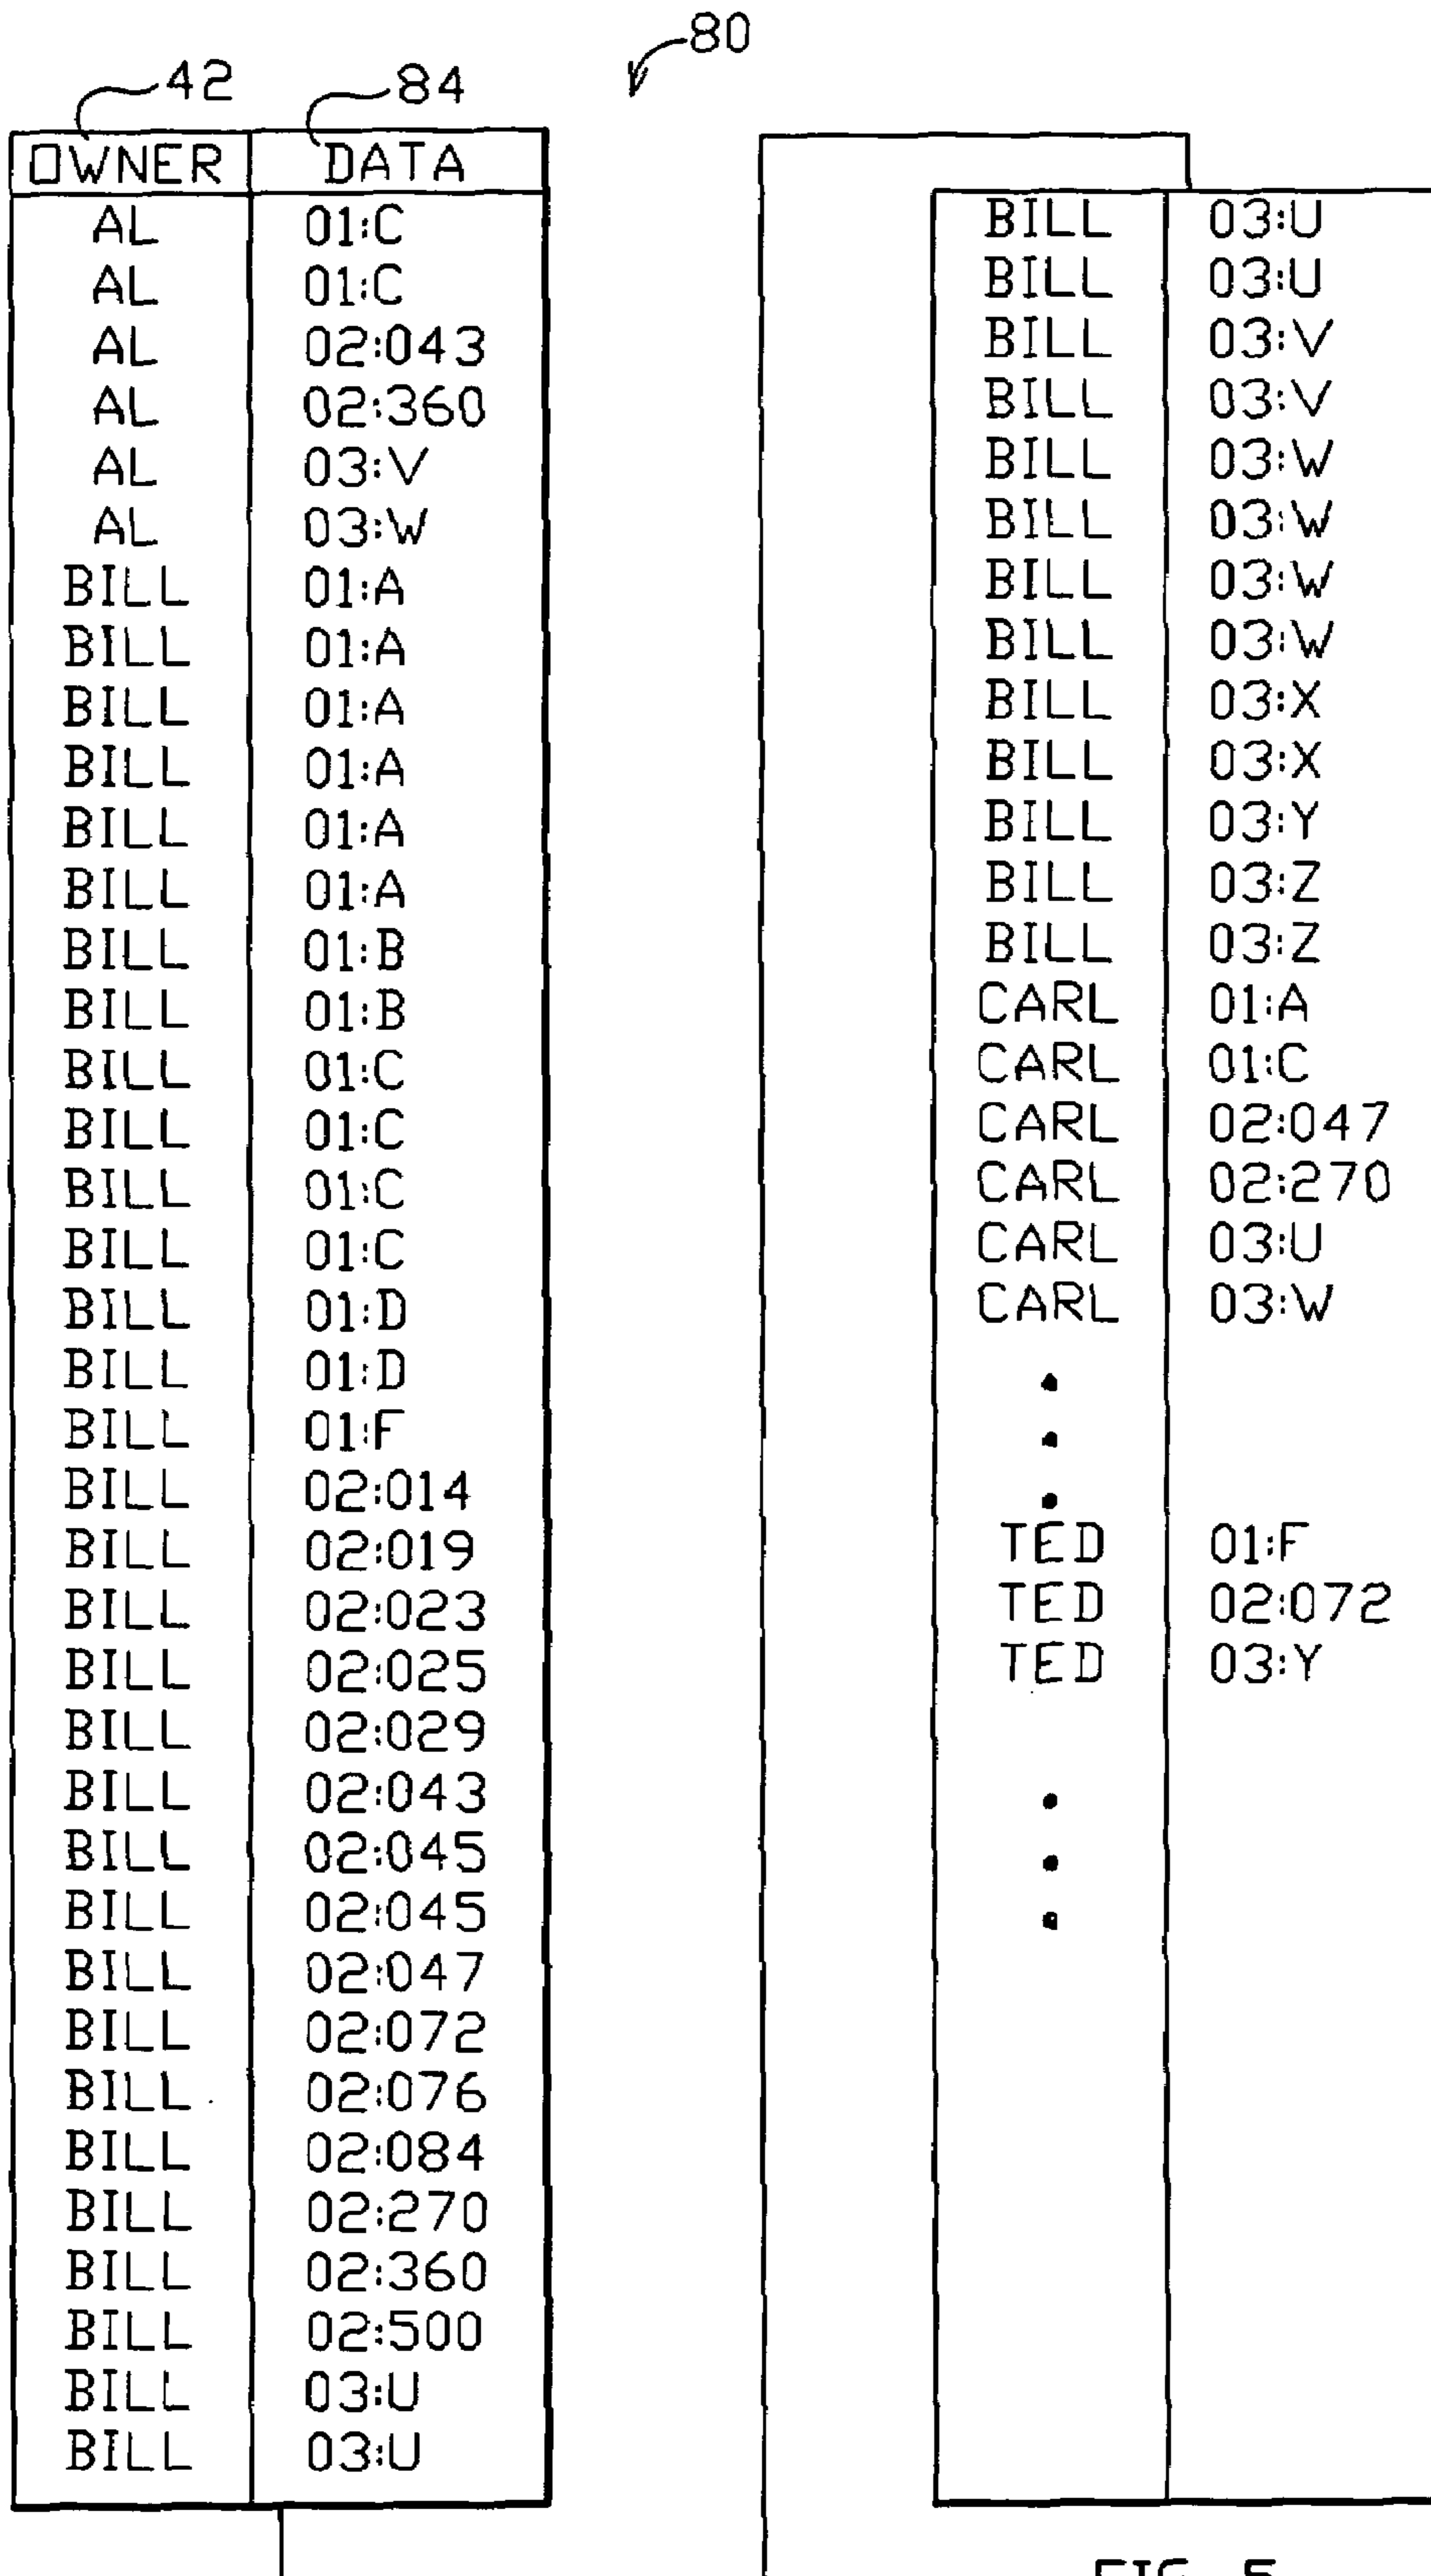 80
42 84
OWNER DATA
AL 01:C
AL 01:C
AL 02:043
AL 02:360
AL 03:V
AL 03:W
BILL 01:A
BILL 01:A
BILL 01:A
BILL 01:A
BILL 01:A
BILL 01:A
BILL 01:B
BILL 01:B
BILL 01:C
BILL 01:C
BILL 01:C
BILL 01:C
BILL 01:D
BILL 01:D
BILL 01:F
BILL 02:014
BILL 02:019
BILL 02:023
BILL 02:025
BILL 02:029
BILL 02:043
BILL 02:045
BILL 02:045
BILL 02:047
BILL 02:072
BILL 02:076
BILL 02:084
BILL 02:270
BILL 02:360
BILL 02:500
BILL 03:U
BILL 03:U
BILL 03:U
BILL 03:U
BILL 03:V
BILL 03:V
BILL 03:W
BILL 03:W
BILL 03:W
BILL 03:W
BILL 03:X
BILL 03:X
BILL 03:Y
BILL 03:Z
BILL 03:Z
CARL 01:A
CARL 01:C
CARL 02:047
CARL 02:270
CARL 03:U
CARL 03:W
TED 01:F
TED 02:072
TED 03:Y
FIG. 5